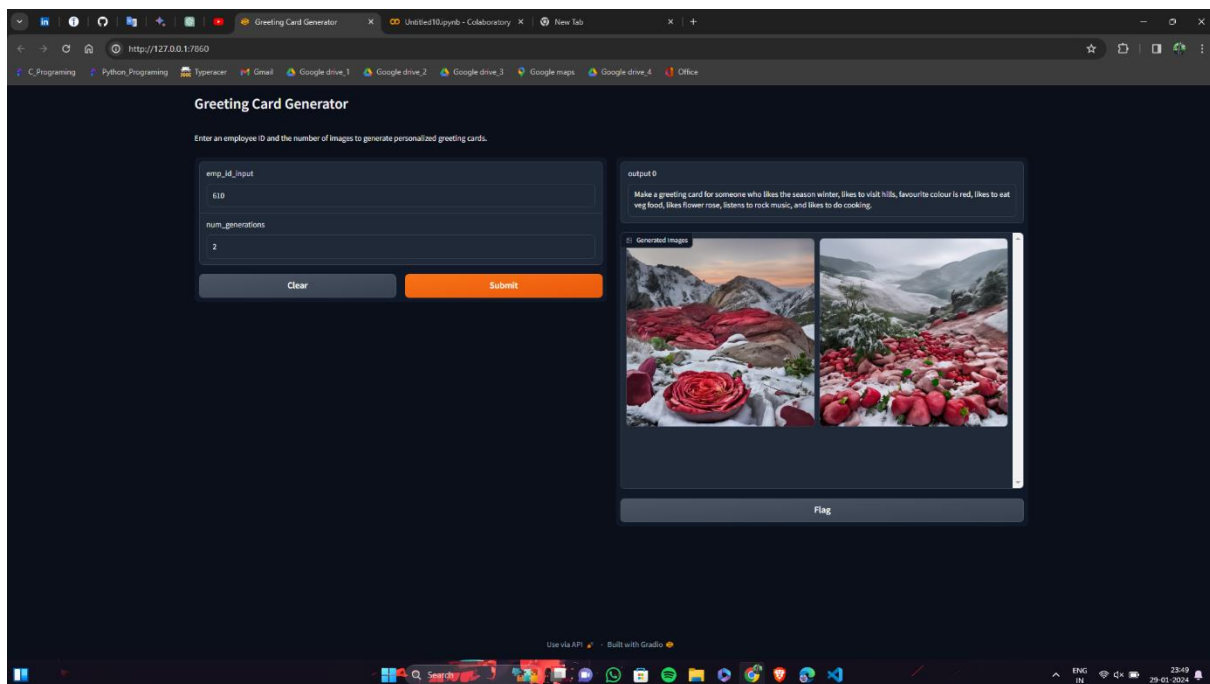 Greeting Card Generator
Untitled10.ipynb - Colaboratory
New Tab
http://127.0.0.1:7860
C_Programing
Python_Programing
Typeracer
Gmail
Google drive_1
Google drive_2
Google drive_3
Google maps
Google drive_4
Office
Greeting Card Generator
Enter an employee ID and the number of images to generate personalized greeting cards.
emp_id_input
610
num_generations
2
Clear
Submit
output 0
Make a greeting card for someone who likes the season winter, likes to visit hills, favourite colour is red, likes to eat
veg food, likes flower rose, listens to rock music, and likes to do cooking.
Generated Images
Flag
Use via API
·
Built with Gradio
Search
ENG
IN
23:49
29-01-2024